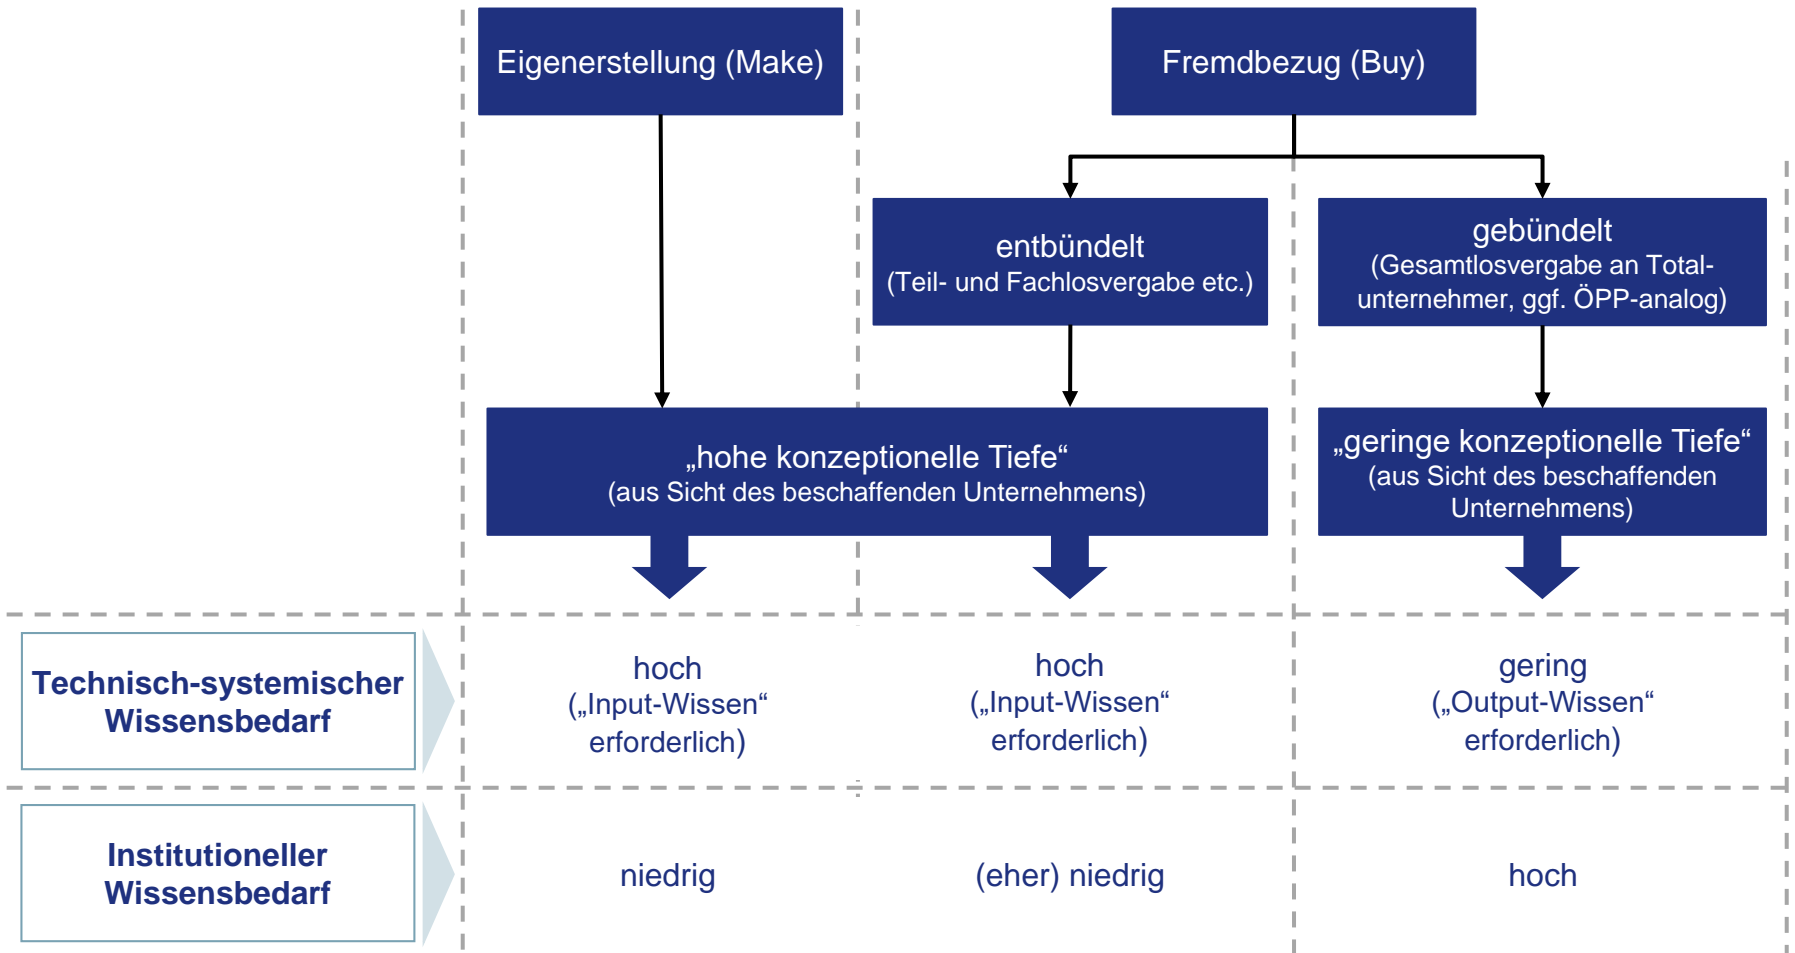 Eigenerstellung (Make)
Fremdbezug (Buy)
entbündelt
(Teil- und Fachlosvergabe etc.)
gebündelt
(Gesamtlosvergabe an Total-
unternehmer, ggf. ÖPP-analog)
„hohe konzeptionelle Tiefe“
(aus Sicht des beschaffenden Unternehmens)
„geringe konzeptionelle Tiefe“
(aus Sicht des beschaffenden
Unternehmens)
Technisch-systemischer
Wissensbedarf
hoch
(„Input-Wissen“
erforderlich)
hoch
(„Input-Wissen“
erforderlich)
gering
(„Output-Wissen“
erforderlich)
Institutioneller
Wissensbedarf
niedrig
(eher) niedrig
hoch